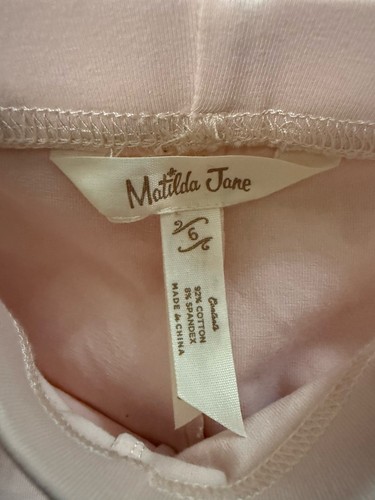 Matilda Jane
6
Contents
92% COTTON
8% SPANDEX
MADE in CHINA